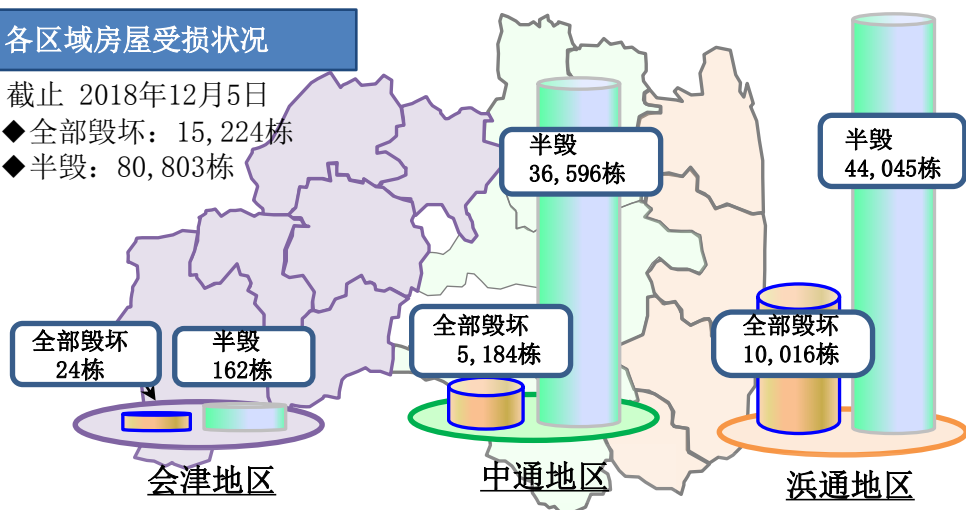 各区域房屋受损状况
截止 2018年12月5日
◆全部毁坏：15,224栋
◆半毁：80,803栋
半毁
36,596栋
半毁
44,045栋
全部毁坏
24栋
半毁
162栋
全部毁坏
5,184栋
全部毁坏
10,016栋
会津地区
中通地区
浜通地区